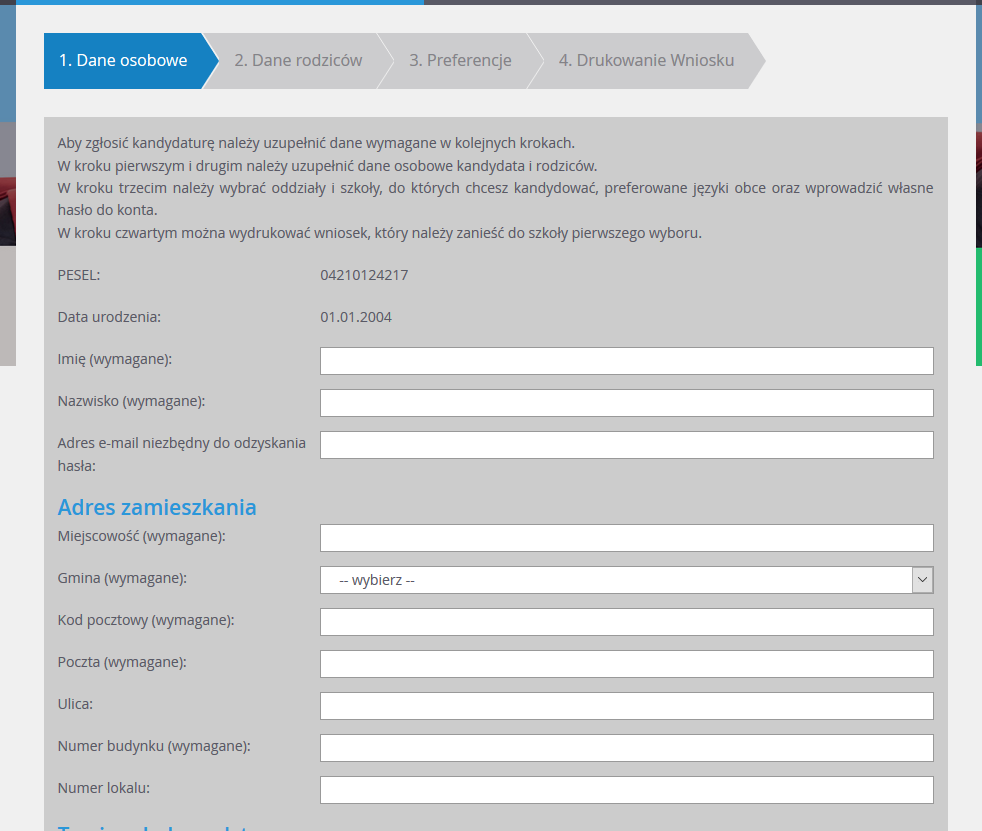 1. Dane osobowe
2. Dane rodziców
3. Preferencje
4. Drukowanie Wniosku
Aby zgłosić kandydaturę należy uzupełnić dane wymagane w kolejnych krokach.
W kroku pierwszym i drugim należy uzupełnić dane osobowe kandydata i rodziców.
W kroku trzecim należy wybrać oddziały i szkoły, do których chcesz kandydować, preferowane języki obce oraz wprowadzić własne
hasło do konta.
W kroku czwartym można wydrukować wniosek, który należy zanieść do szkoły pierwszego wyboru.
PESEL: 04210124217
Data urodzenia: 01.01.2004
Imię (wymagane):
Nazwisko (wymagane):
Adres e-mail niezbędny do odzyskania
hasła:
Adres zamieszkania
Miejscowość (wymagane):
Gmina (wymagane): -- wybierz --
Kod pocztowy (wymagane):
Poczta (wymagane):
Ulica:
Numer budynku (wymagane):
Numer lokalu: